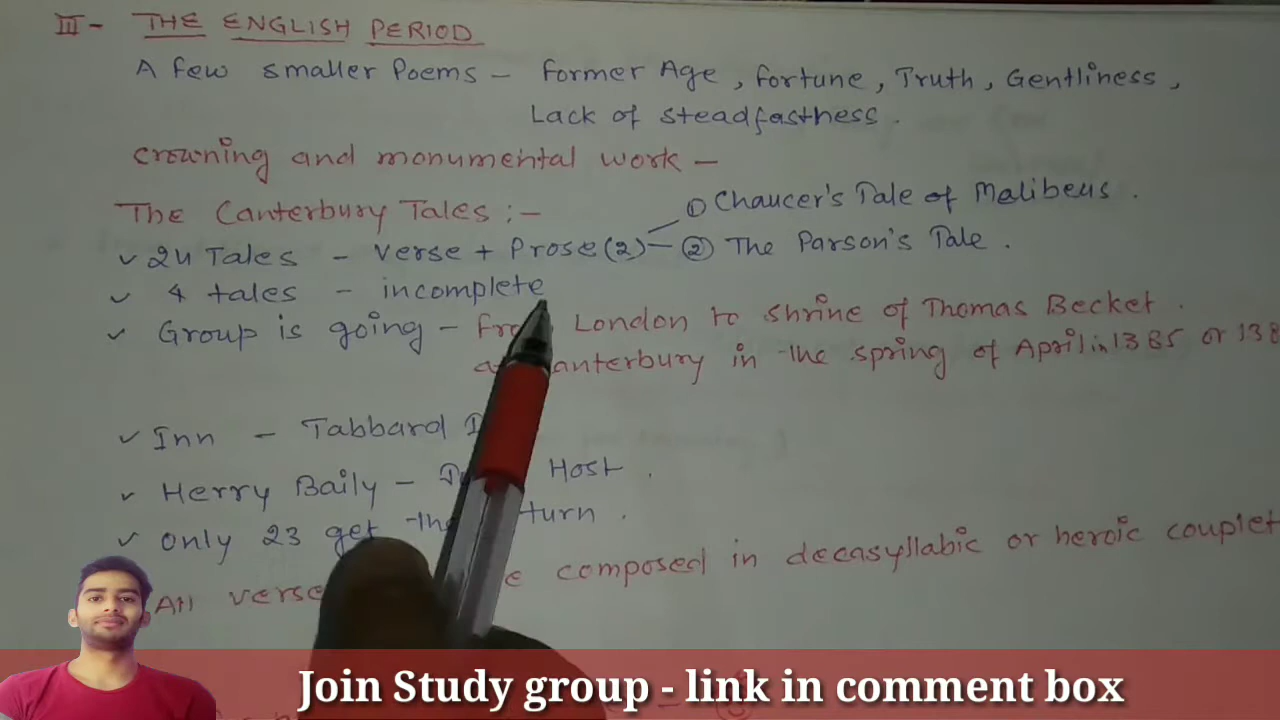 III- THE ENGLISH PERIOD
A few smaller Poems - Former Age, Fortune, Truth, Gentliness,
Lack of Steadfastness.
Crowning and monumental work -
The Canterbury Tales :-
① Chaucer's Tale of Malibeus.
✓ 24 Tales - Verse + Prose(2) - ② The Parson's Tale.
✓ 4 tales - incomplete
✓ Group is going - London to shrine of Thomas Becket.
in the spring of April in 1385 or
✓ Inn - Tabbard
✓ Herry Baily - Host.
✓ only 23 get the
All composed in decasyllabic or heroic couplet
Join Study group - link in comment box